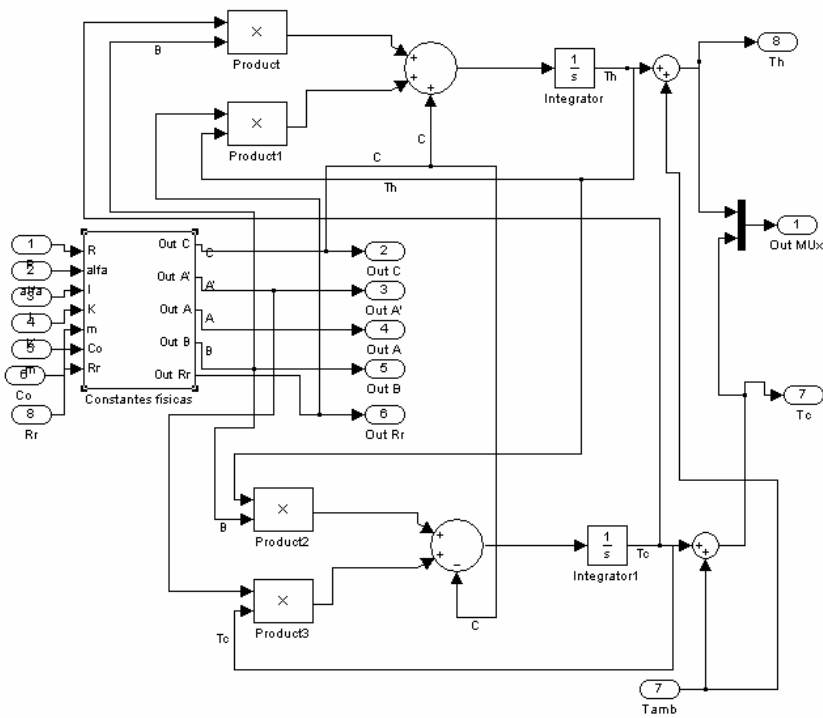 B
×
Product
+
+
+
1
s
Integrator
Th
+
+
8
Th
×
Product1
C
C
Th
1
Out MUx
1
2
alfa
3
4
5
m
6
Co
8
Rr
R
alfa
I
K
m
Co
Rr
Out C
Out A'
Out A
Out B
Out Rr
Constantes físicas
C
A'
A
B
2
Out C
3
Out A'
4
Out A
5
Out B
6
Out Rr
7
Tc
B
×
Product2
+
+
−
1
s
Integrator1
Tc
+
+
×
Product3
Tc
C
7
Tamb